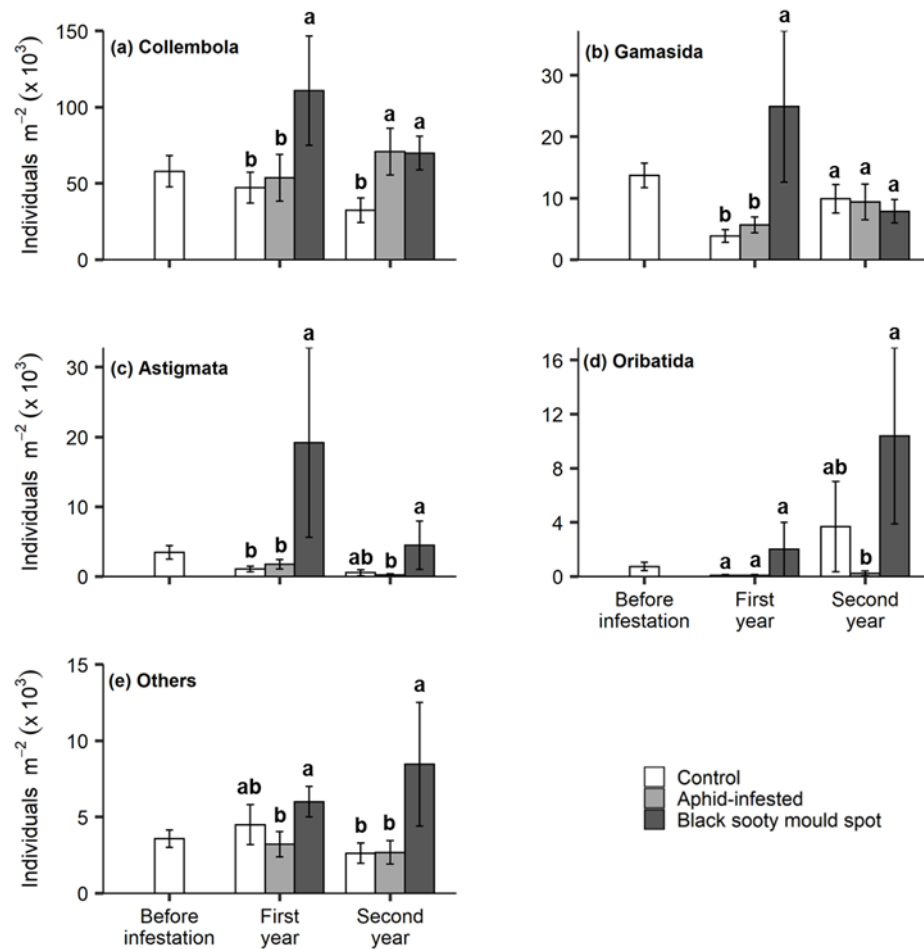 Individuals m⁻² (x 10³)
150
100
50
0
(a) Collembola
b b a
b a a
30
20
10
0
(b) Gamasida
b b a
a a a
Individuals m⁻² (x 10³)
30
20
10
0
(c) Astigmata
b b a
ab b a
16
12
8
4
0
(d) Oribatida
a a a
ab b a
Before
infestation
First
year
Second
year
Individuals m⁻² (x 10³)
15
10
5
0
(e) Others
ab b a
b b a
Before
infestation
First
year
Second
year
Control
Aphid-infested
Black sooty mould spot